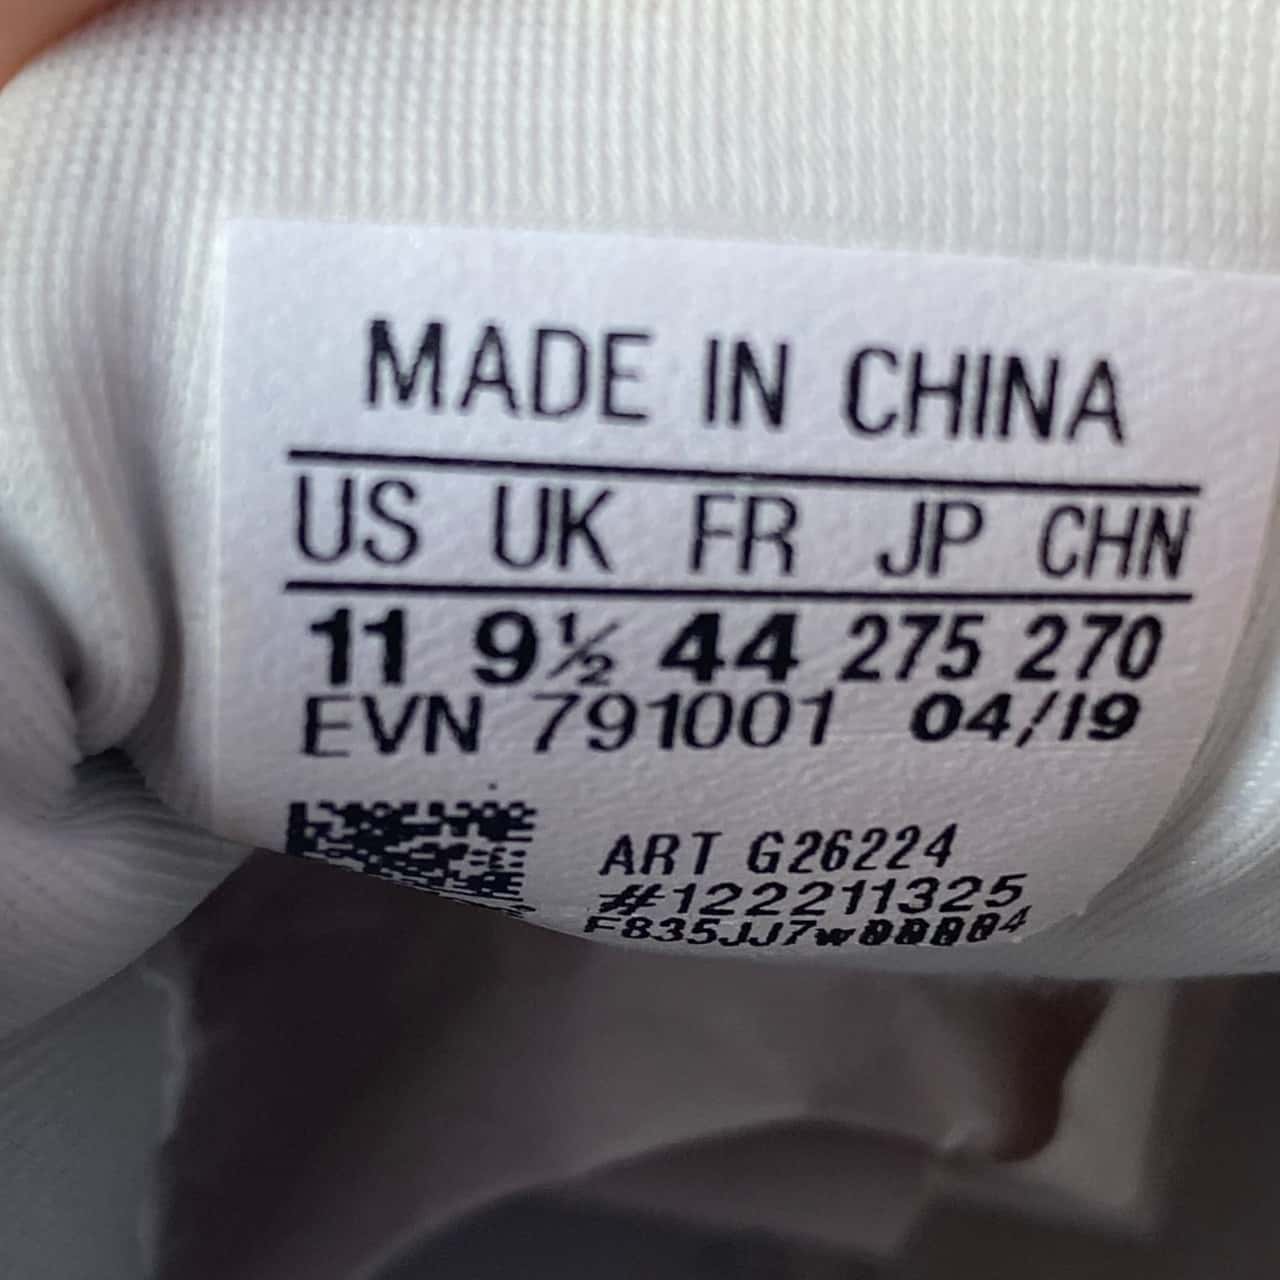 MADE IN CHINA
US UK FR JP CHN
11 9½ 44 275 270
EVN 791001 04/19
ART G26224
#122211325
F835JJ7w00004